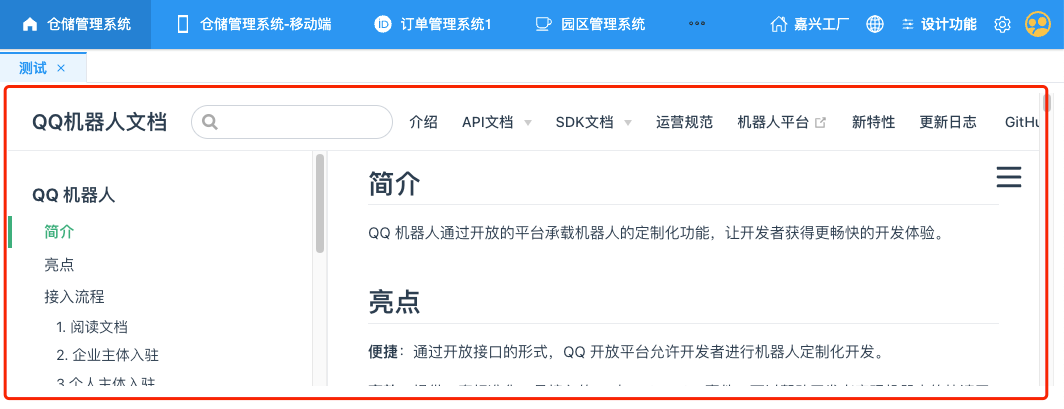 仓储管理系统 仓储管理系统-移动端 ID 订单管理系统1 园区管理系统 ••• 嘉兴工厂 设计功能
测试 ×
QQ机器人文档 介绍 API文档 SDK文档 运营规范 机器人平台 新特性 更新日志 GitHu
QQ 机器人
简介
亮点
接入流程
1. 阅读文档
2. 企业主体入驻
3.个人主体入驻
简介
QQ 机器人通过开放的平台承载机器人的定制化功能，让开发者获得更畅快的开发体验。
亮点
便捷：通过开放接口的形式，QQ 开放平台允许开发者进行机器人定制化开发。